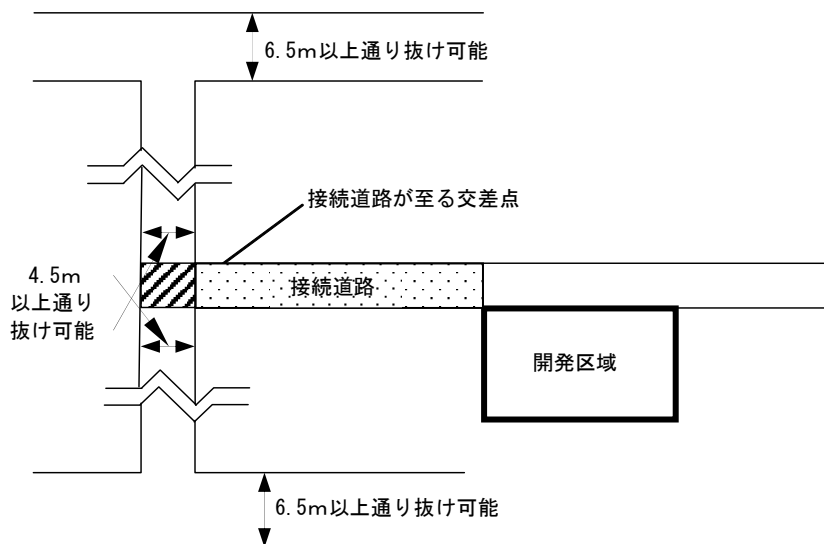 6.5m以上通り抜け可能
接続道路が至る交差点
4.5m
以上通り
抜け可能
接続道路
開発区域
6.5m以上通り抜け可能